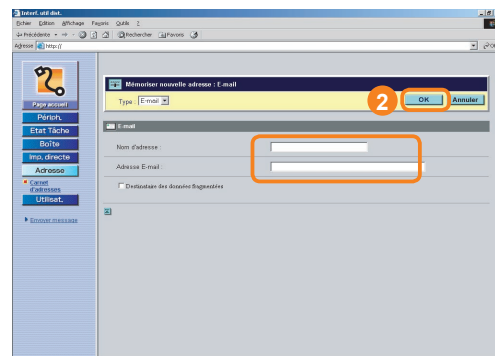 Interf. util dist.
Fichier Edition Affichage Favoris Outils ?
Précédente
Rechercher Favoris
Adresse http://
Mémoriser nouvelle adresse : E-mail
Type : E-mail
2
OK Annuler
Page accueil
Périph.
Etat Tâche
Boîte
Imp. directe
Adresse
Carnet
d'adresses
Utilisat.
Envoyer message
E-mail
Nom d'adresse :
Adresse E-mail :
Destinataire des données fragmentées